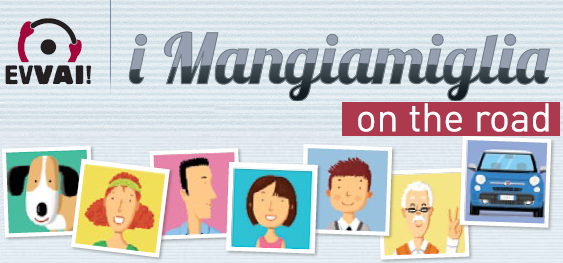 EVVAI!
i Mangiamiglia
on the road